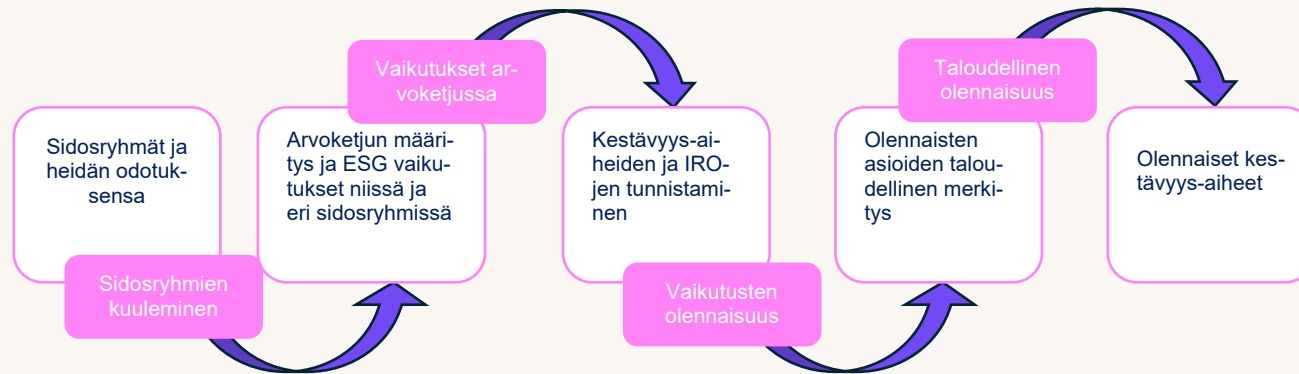 Sidosryhmät ja
heidän odotuk-
sensa
Sidosryhmien
kuuleminen
Arvoketjun määri-
tys ja ESG vaiku-
tukset niissä ja
eri sidosryhmissä
Vaikutukset ar-
voketjussa
Kestävyys-ai-
heiden ja IRO-
jen tunnistami-
nen
Vaikutusten
olennaisuus
Olennaisten
asioiden talou-
dellinen merki-
tys
Taloudellinen
olennaisuus
Olennaiset kes-
tävyys-aiheet